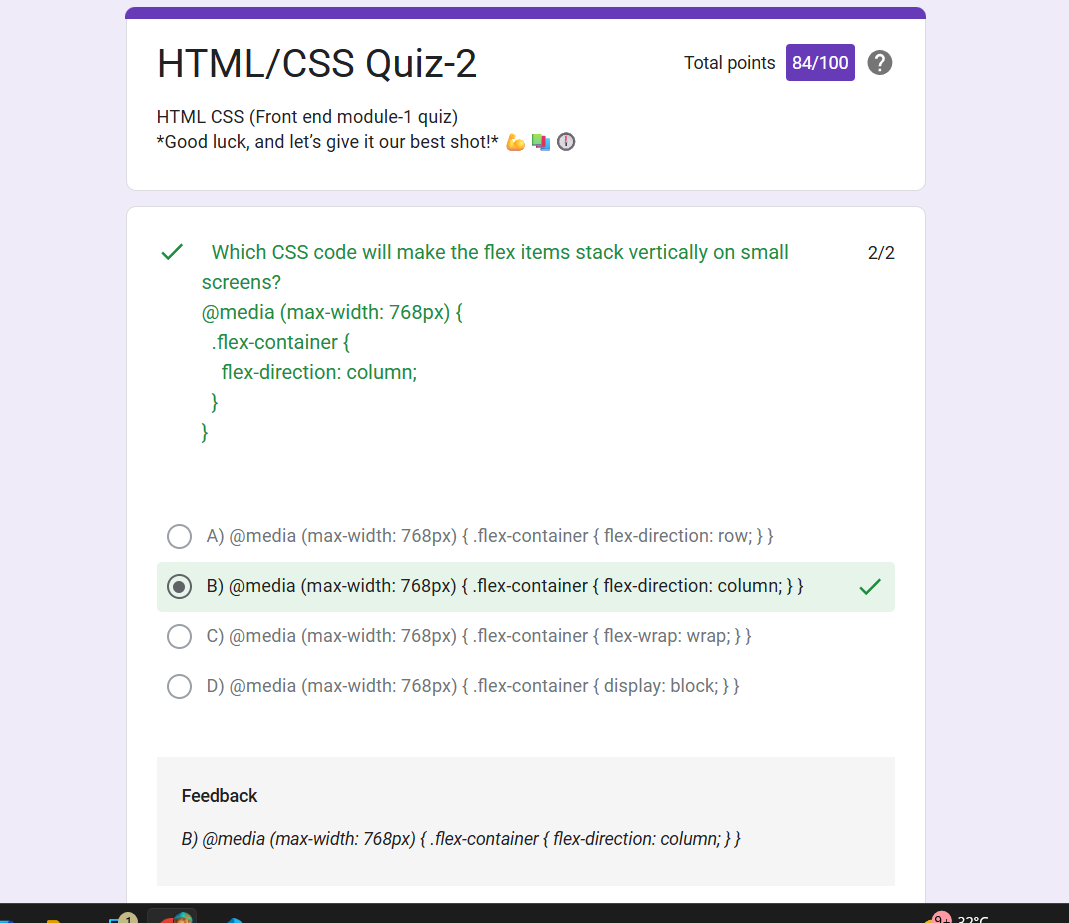 HTML/CSS Quiz-2
Total points 84/100
HTML CSS (Front end module-1 quiz)
*Good luck, and let’s give it our best shot!* 💪 📚 ⏲
Which CSS code will make the flex items stack vertically on small
2/2
screens?
@media (max-width: 768px) {
.flex-container {
flex-direction: column;
}
}
A) @media (max-width: 768px) { .flex-container { flex-direction: row; } }
B) @media (max-width: 768px) { .flex-container { flex-direction: column; } }
C) @media (max-width: 768px) { .flex-container { flex-wrap: wrap; } }
D) @media (max-width: 768px) { .flex-container { display: block; } }
Feedback
B) @media (max-width: 768px) { .flex-container { flex-direction: column; } }
1
9+ 32°C